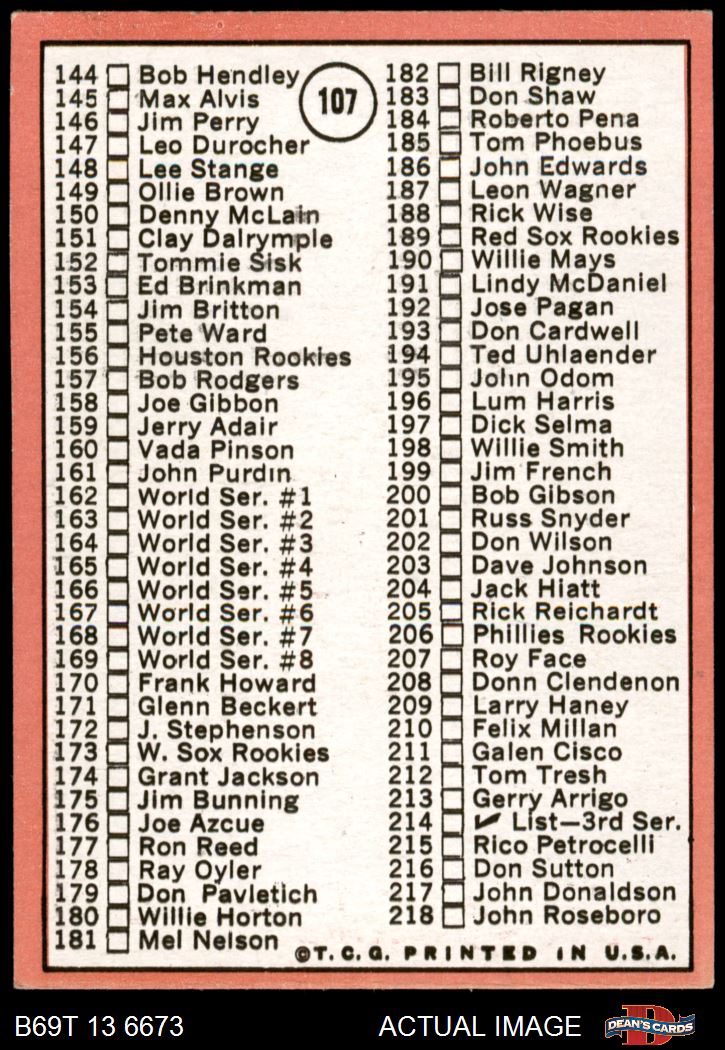 107
144 Bob Hendley
145 Max Alvis
146 Jim Perry
147 Leo Durocher
148 Lee Stange
149 Ollie Brown
150 Denny McLain
151 Clay Dalrymple
152 Tommie Sisk
153 Ed Brinkman
154 Jim Britton
155 Pete Ward
156 Houston Rookies
157 Bob Rodgers
158 Joe Gibbon
159 Jerry Adair
160 Vada Pinson
161 John Purdin
162 World Ser. #1
163 World Ser. #2
164 World Ser. #3
165 World Ser. #4
166 World Ser. #5
167 World Ser. #6
168 World Ser. #7
169 World Ser. #8
170 Frank Howard
171 Glenn Beckert
172 J. Stephenson
173 W. Sox Rookies
174 Grant Jackson
175 Jim Bunning
176 Joe Azcue
177 Ron Reed
178 Ray Oyler
179 Don Pavletich
180 Willie Horton
181 Mel Nelson
182 Bill Rigney
183 Don Shaw
184 Roberto Pena
185 Tom Phoebus
186 John Edwards
187 Leon Wagner
188 Rick Wise
189 Red Sox Rookies
190 Willie Mays
191 Lindy McDaniel
192 Jose Pagan
193 Don Cardwell
194 Ted Uhlaender
195 John Odom
196 Lum Harris
197 Dick Selma
198 Willie Smith
199 Jim French
200 Bob Gibson
201 Russ Snyder
202 Don Wilson
203 Dave Johnson
204 Jack Hiatt
205 Rick Reichardt
206 Phillies Rookies
207 Roy Face
208 Donn Clendenon
209 Larry Haney
210 Felix Millan
211 Galen Cisco
212 Tom Tresh
213 Gerry Arrigo
214 List—3rd Ser.
215 Rico Petrocelli
216 Don Sutton
217 John Donaldson
218 John Roseboro
©T.C.G. PRINTED IN U.S.A.
B69T 13 6673
ACTUAL IMAGE
DEAN'S CARDS